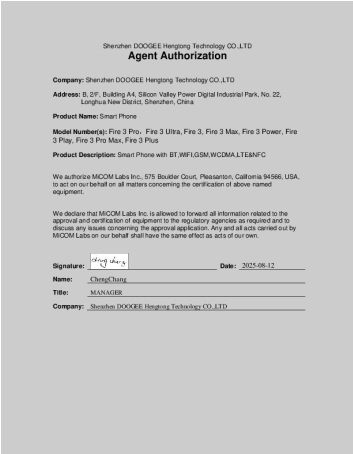 Shenzhen DOOGEE Hengtong Technology CO.,LTD
Agent Authorization
Company: Shenzhen DOOGEE Hengtong Technology CO.,LTD
Address: B, 2/F, Building A4, Silicon Valley Power Digital Industrial Park, No. 22,
Longhua New District, Shenzhen, China
Product Name: Smart Phone
Model Number(s): Fire 3 Pro, Fire 3 Ultra, Fire 3, Fire 3 Max, Fire 3 Power, Fire
3 Play, Fire 3 Pro Max, Fire 3 Plus
Product Description: Smart Phone with BT,WIFI,GSM,WCDMA,LTE&NFC
We authorize MiCOM Labs Inc., 575 Boulder Court, Pleasanton, California 94566, USA,
to act on our behalf on all matters concerning the certification of above named
equipment.
We declare that MiCOM Labs Inc. is allowed to forward all information related to the
approval and certification of equipment to the regulatory agencies as required and to
discuss any issues concerning the approval application. Any and all acts carried out by
MiCOM Labs on our behalf shall have the same effect as acts of our own.
Signature: cheng chang Date: 2025-08-12
Name: ChengChang
Title: MANAGER
Company: Shenzhen DOOGEE Hengtong Technology CO.,LTD